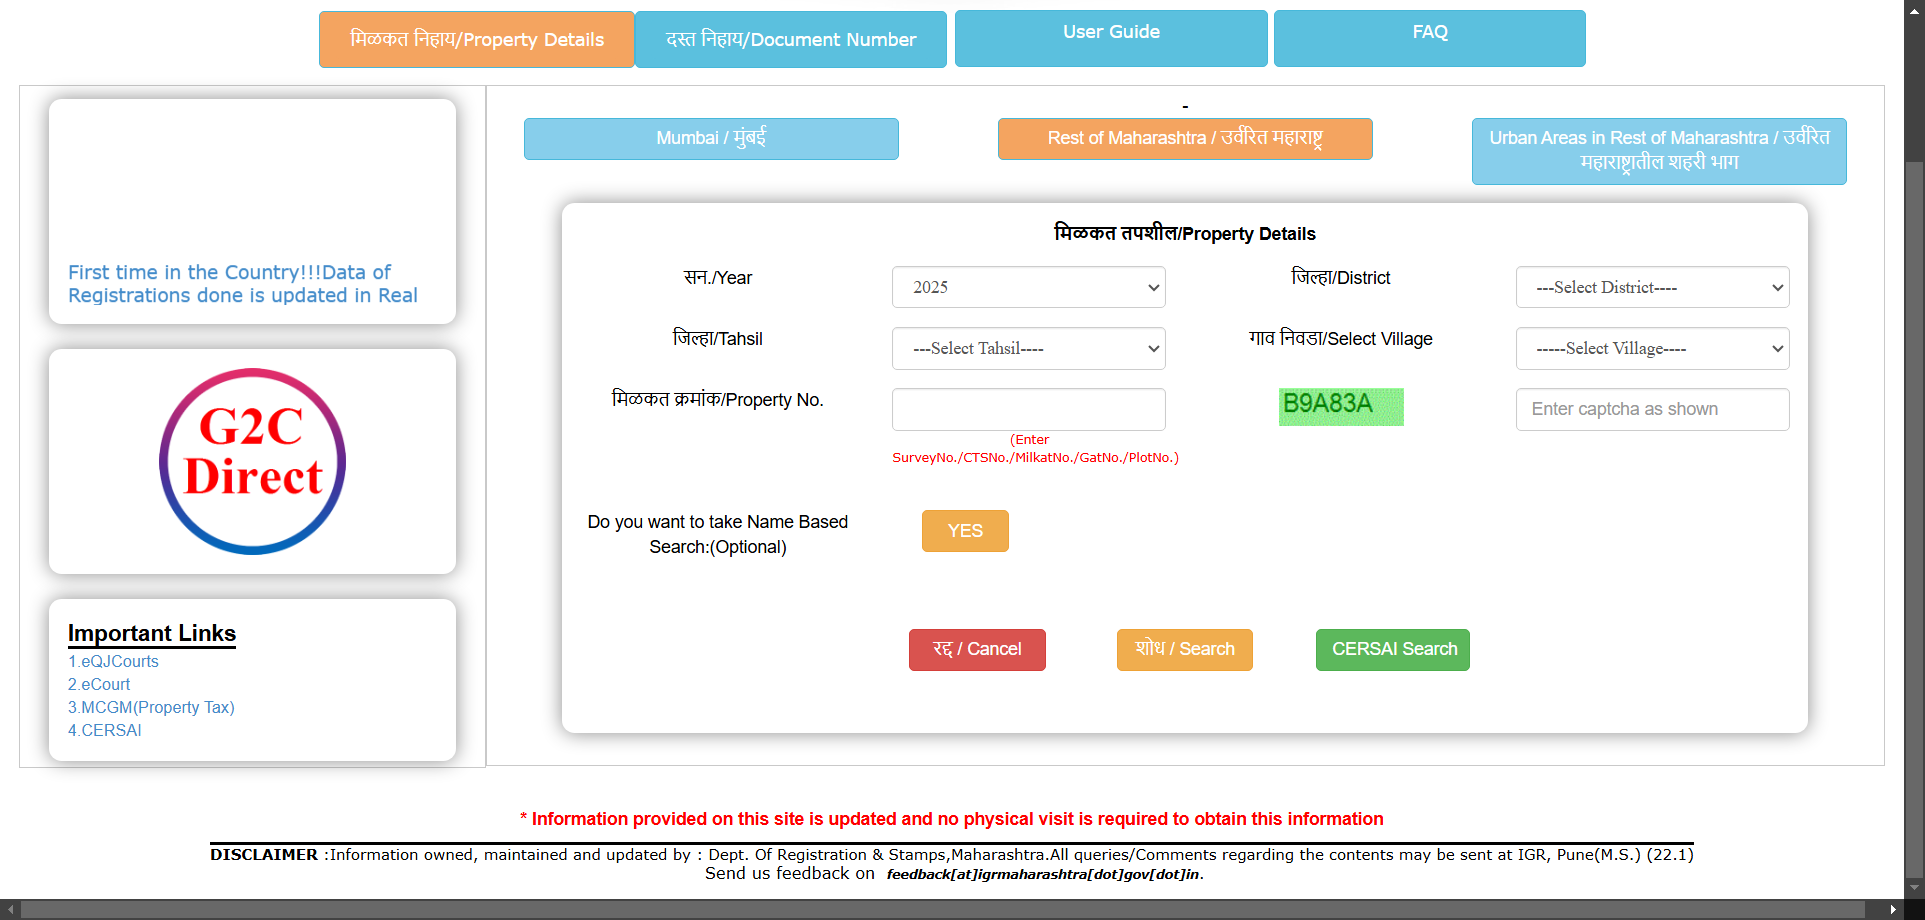 मिळकत निहाय/Property Details
दस्त निहाय/Document Number
User Guide
FAQ
First time in the Country!!!Data of
Registrations done is updated in Real
G2C
Direct
Important Links
1.eQJCourts
2.eCourt
3.MCGM(Property Tax)
4.CERSAI
-
Mumbai / मुंबई
Rest of Maharashtra / उर्वरित महाराष्ट्र
Urban Areas in Rest of Maharashtra / उर्वरित
महाराष्ट्रातील शहरी भाग
मिळकत तपशील/Property Details
सन./Year
2025
जिल्हा/District
---Select District----
जिल्हा/Tahsil
---Select Tahsil----
गाव निवडा/Select Village
-----Select Village----
मिळकत क्रमांक/Property No.
(Enter
SurveyNo./CTSNo./MilkatNo./GatNo./PlotNo.)
B9A83A
Enter captcha as shown
Do you want to take Name Based
Search:(Optional)
YES
रद्द / Cancel
शोध / Search
CERSAI Search
* Information provided on this site is updated and no physical visit is required to obtain this information
DISCLAIMER :Information owned, maintained and updated by : Dept. Of Registration & Stamps,Maharashtra.All queries/Comments regarding the contents may be sent at IGR, Pune(M.S.) (22.1)
Send us feedback on feedback[at]igrmaharashtra[dot]gov[dot]in.